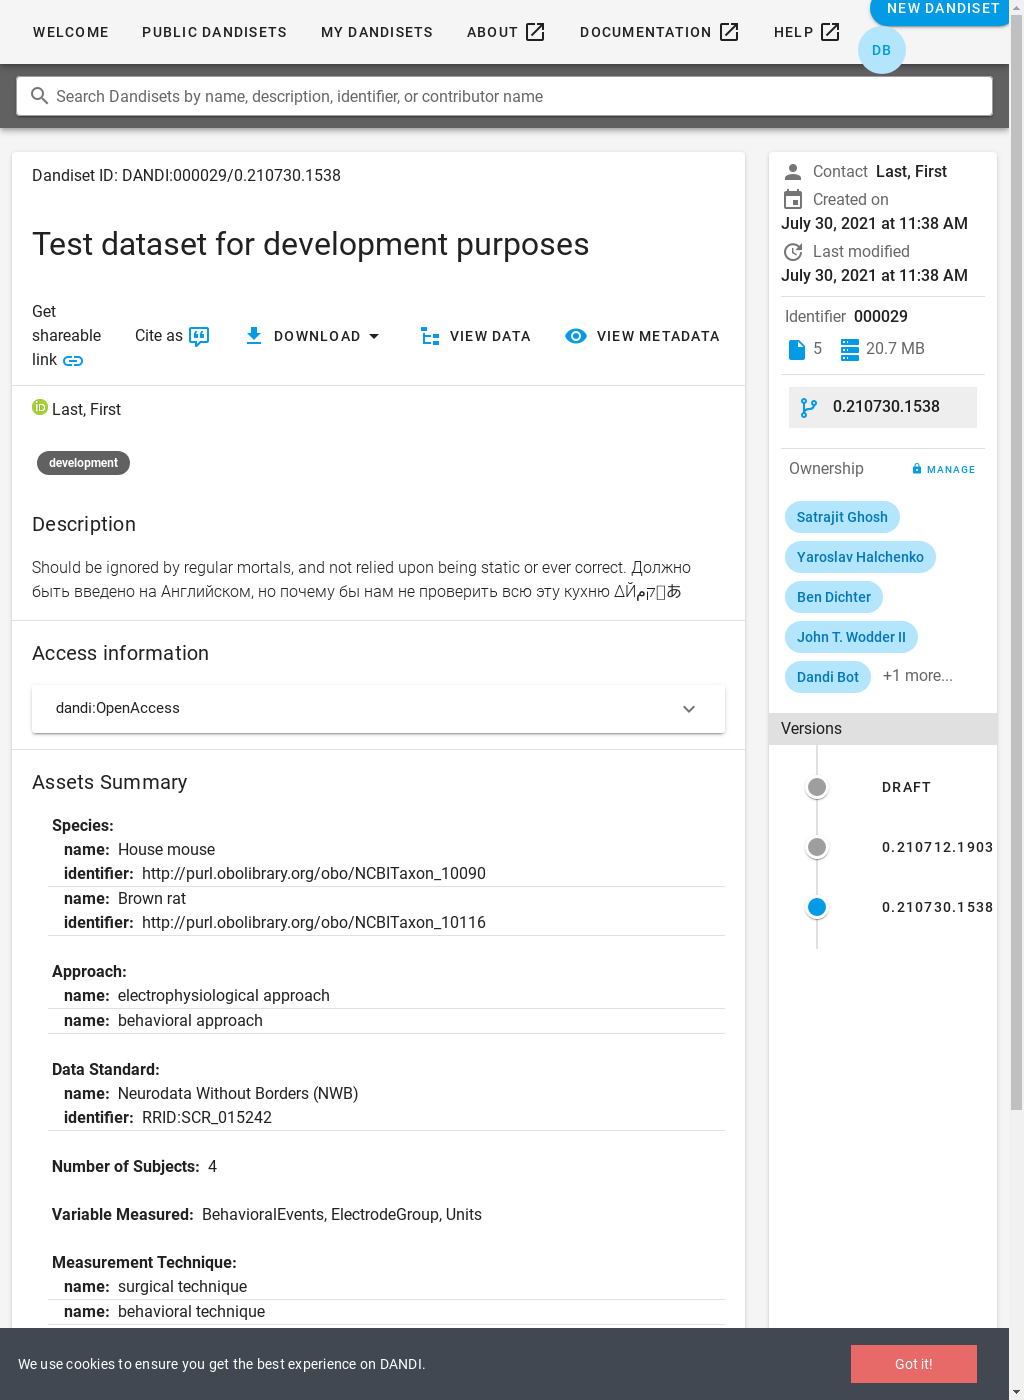 WELCOME PUBLIC DANDISETS MY DANDISETS ABOUT DOCUMENTATION HELP NEW DANDISET
DB
Search Dandisets by name, description, identifier, or contributor name
Dandiset ID: DANDI:000029/0.210730.1538
Test dataset for development purposes
Get shareable link
Cite as
DOWNLOAD
VIEW DATA
VIEW METADATA
iD Last, First
development
Description
Should be ignored by regular mortals, and not relied upon being static or ever correct. Должно
быть введено на Английском, но почему бы нам не проверить всю эту кухню
Access information
dandi:OpenAccess
Assets Summary
Species:
name: House mouse
identifier: http://purl.obolibrary.org/obo/NCBITaxon_10090
name: Brown rat
identifier: http://purl.obolibrary.org/obo/NCBITaxon_10116
Approach:
name: electrophysiological approach
name: behavioral approach
Data Standard:
name: Neurodata Without Borders (NWB)
identifier: RRID:SCR_015242
Number of Subjects: 4
Variable Measured: BehavioralEvents, ElectrodeGroup, Units
Measurement Technique:
name: surgical technique
name: behavioral technique
Contact Last, First
Created on
July 30, 2021 at 11:38 AM
Last modified
July 30, 2021 at 11:38 AM
Identifier 000029
5 20.7 MB
0.210730.1538
Ownership MANAGE
Satrajit Ghosh
Yaroslav Halchenko
Ben Dichter
John T. Wodder II
Dandi Bot +1 more...
Versions
DRAFT
0.210712.1903
0.210730.1538
We use cookies to ensure you get the best experience on DANDI. Got it!